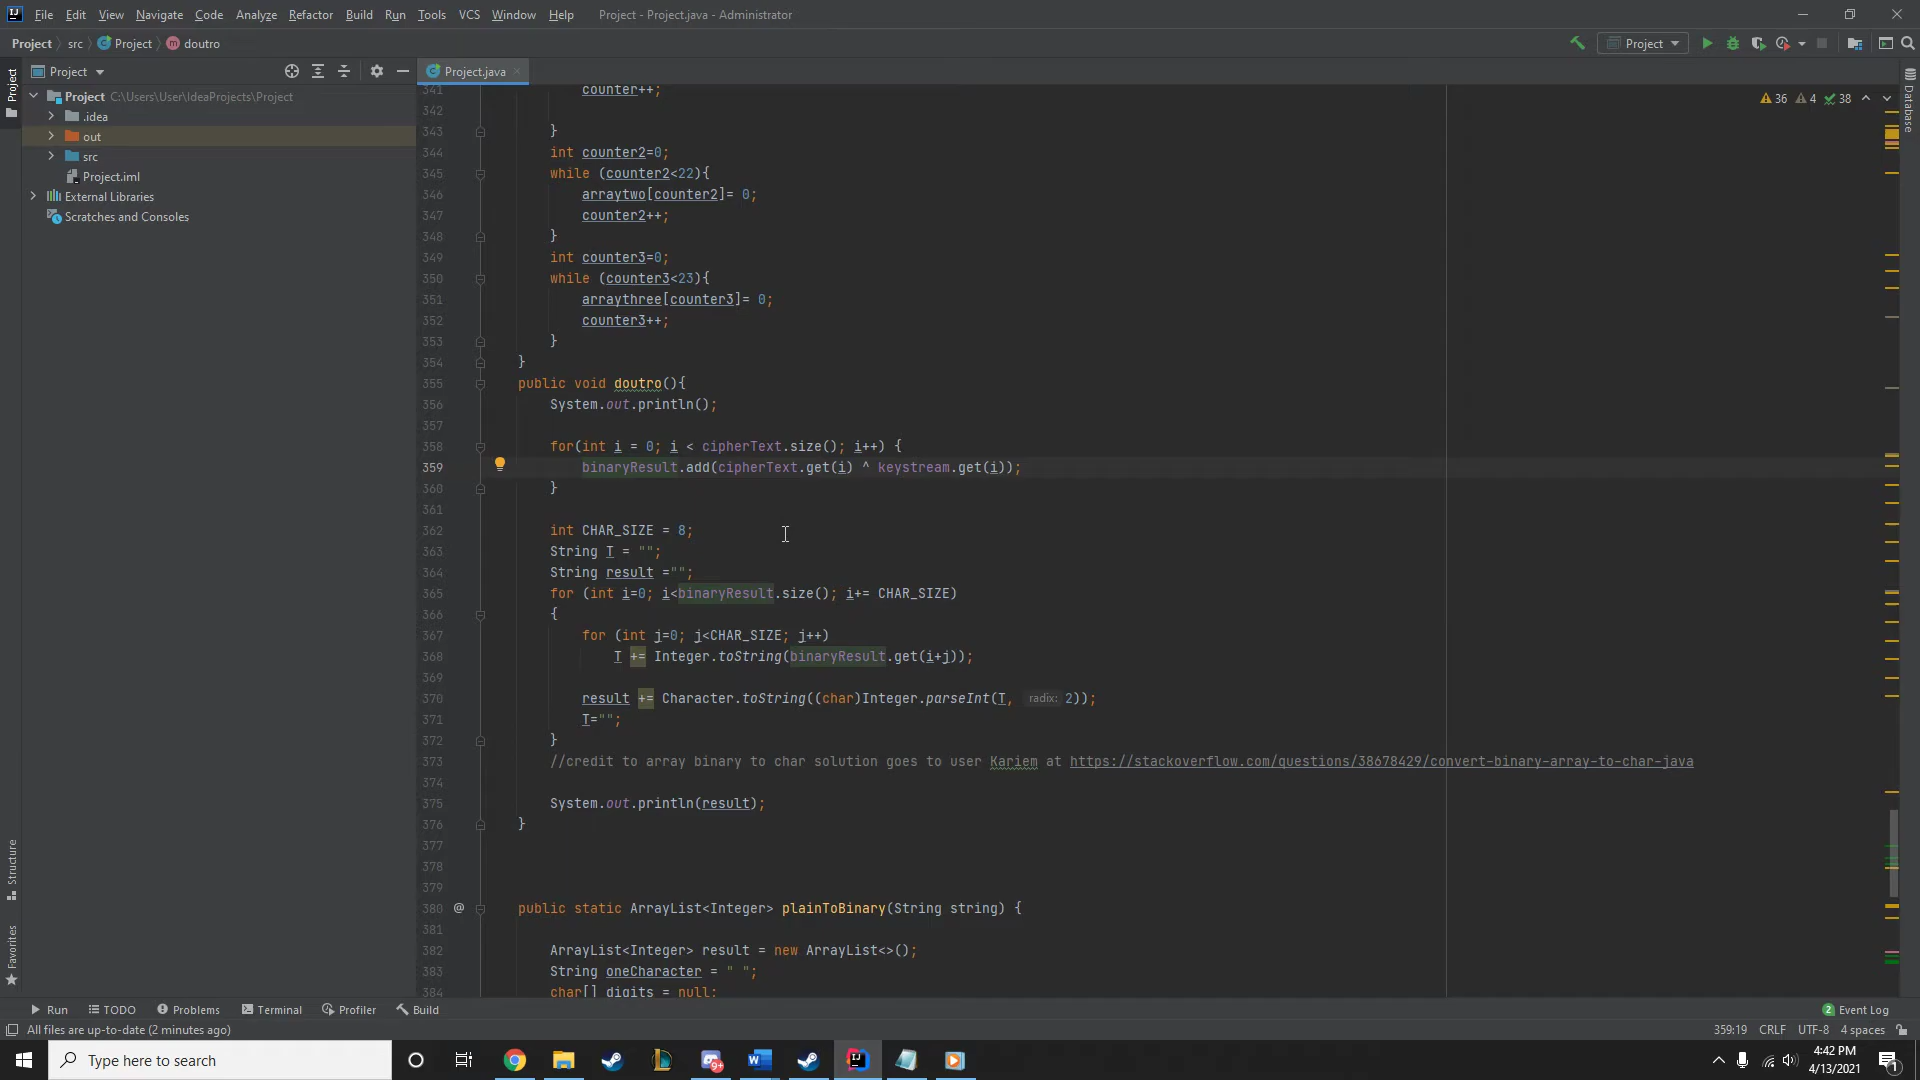 File Edit View Navigate Code Analyze Refactor Build Run Tools VCS Window Help Project - Project.java - Administrator
Project src Project doutro Project
Project Project.java
Project C:\Users\User\IdeaProjects\Project
.idea
out
src
Project.iml
External Libraries
Scratches and Consoles
Project
Structure
Favorites
Database
36 4 38
341 counter++;
342
343 }
344 int counter2=0;
345 while (counter2<22){
346 arraytwo[counter2]= 0;
347 counter2++;
348 }
349 int counter3=0;
350 while (counter3<23){
351 arraythree[counter3]= 0;
352 counter3++;
353 }
354 }
355 public void doutro(){
356 System.out.println();
357
358 for(int i = 0; i < cipherText.size(); i++) {
359 binaryResult.add(cipherText.get(i) ^ keystream.get(i));
360 }
361
362 int CHAR_SIZE = 8;
363 String T = "";
364 String result ="";
365 for (int i=0; i<binaryResult.size(); i+= CHAR_SIZE)
366 {
367 for (int j=0; j<CHAR_SIZE; j++)
368 T += Integer.toString(binaryResult.get(i+j));
369
370 result += Character.toString((char)Integer.parseInt(T, radix: 2));
371 T="";
372 }
373 //credit to array binary to char solution goes to user Kariem at https://stackoverflow.com/questions/38678429/convert-binary-array-to-char-java
374
375 System.out.println(result);
376 }
377
378
379
380 @ public static ArrayList<Integer> plainToBinary(String string) {
381
382 ArrayList<Integer> result = new ArrayList<>();
383 String oneCharacter = " ";
384 char[] digits = null;
Run TODO Problems Terminal Profiler Build 2 Event Log
All files are up-to-date (2 minutes ago) 359:19 CRLF UTF-8 4 spaces
Type here to search
4:42 PM
4/13/2021